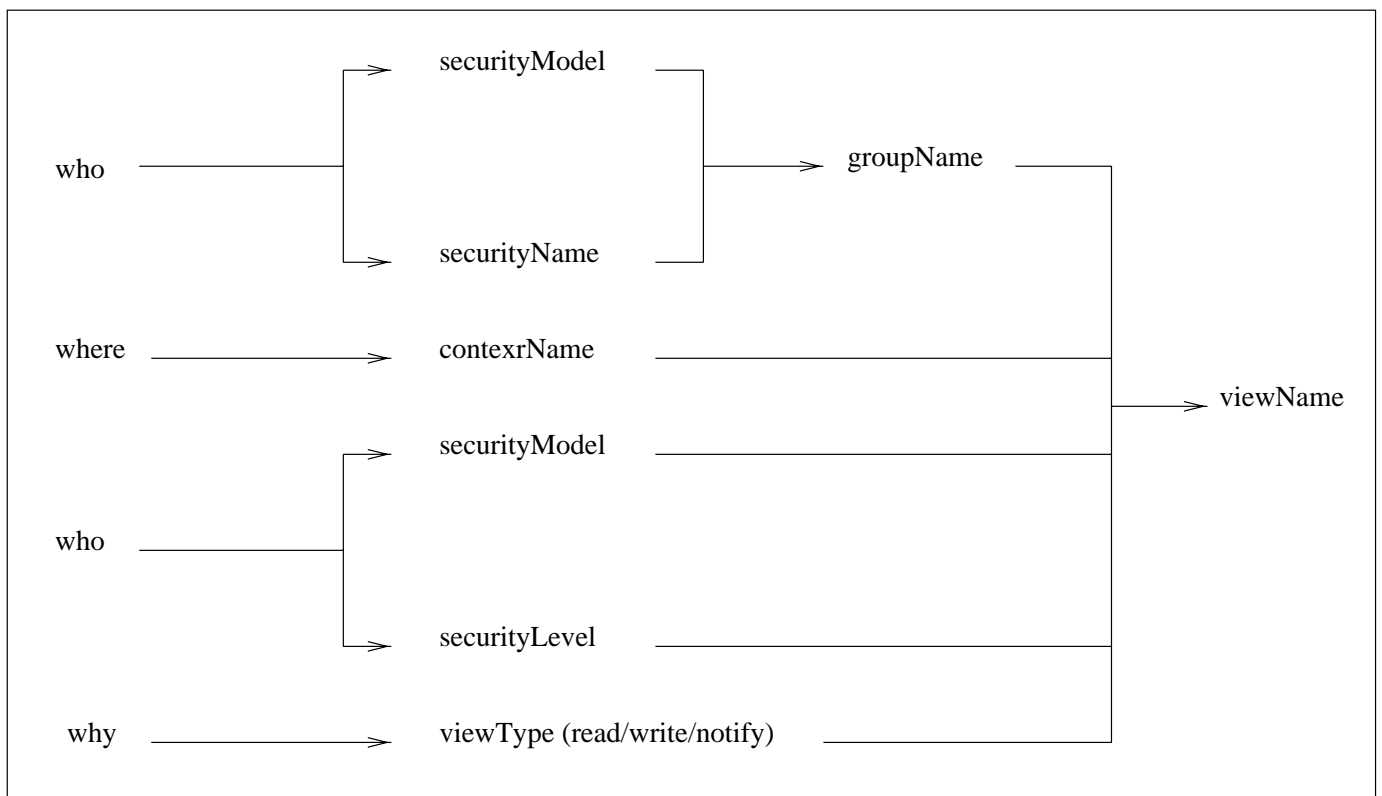 securityModel
who
groupName
securityName
where
contexrName
viewName
securityModel
who
securityLevel
why
viewType (read/write/notify)